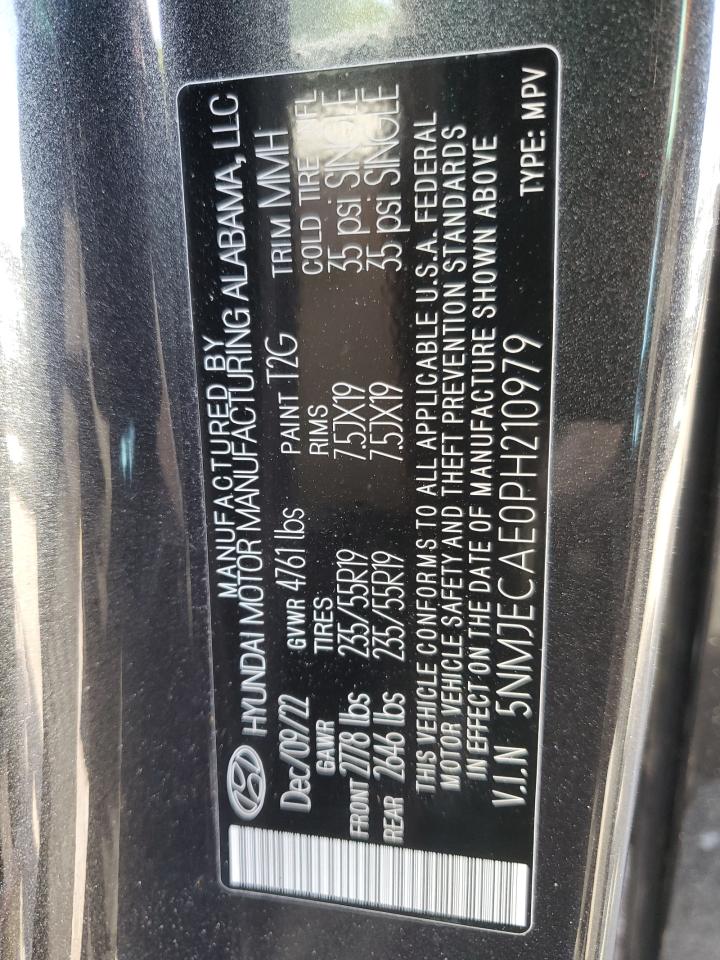 MANUFACTURED BY
HYUNDAI MOTOR MANUFACTURING ALABAMA, LLC
Dec/09/22 GVWR 4761 lbs PAINT T2G TRIM MMH
GAWR TIRES RIMS COLD TIRE INFL
FRONT 2778 lbs 235/55R19 7.5JX19 35 psi SINGLE
REAR 2646 lbs 235/55R19 7.5JX19 35 psi SINGLE
THIS VEHICLE CONFORMS TO ALL APPLICABLE U.S.A. FEDERAL
MOTOR VEHICLE SAFETY AND THEFT PREVENTION STANDARDS
IN EFFECT ON THE DATE OF MANUFACTURE SHOWN ABOVE
V.I.N 5NMJECAE0PH210979 TYPE: MPV